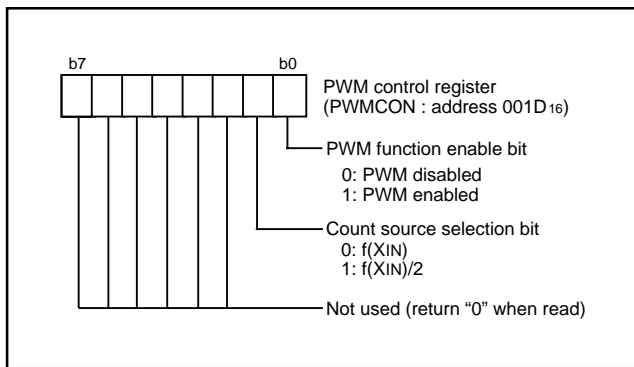 b7 b0
PWM control register
(PWMCON : address 001D16)
PWM function enable bit
0: PWM disabled
1: PWM enabled
Count source selection bit
0: f(XIN)
1: f(XIN)/2
Not used (return “0” when read)